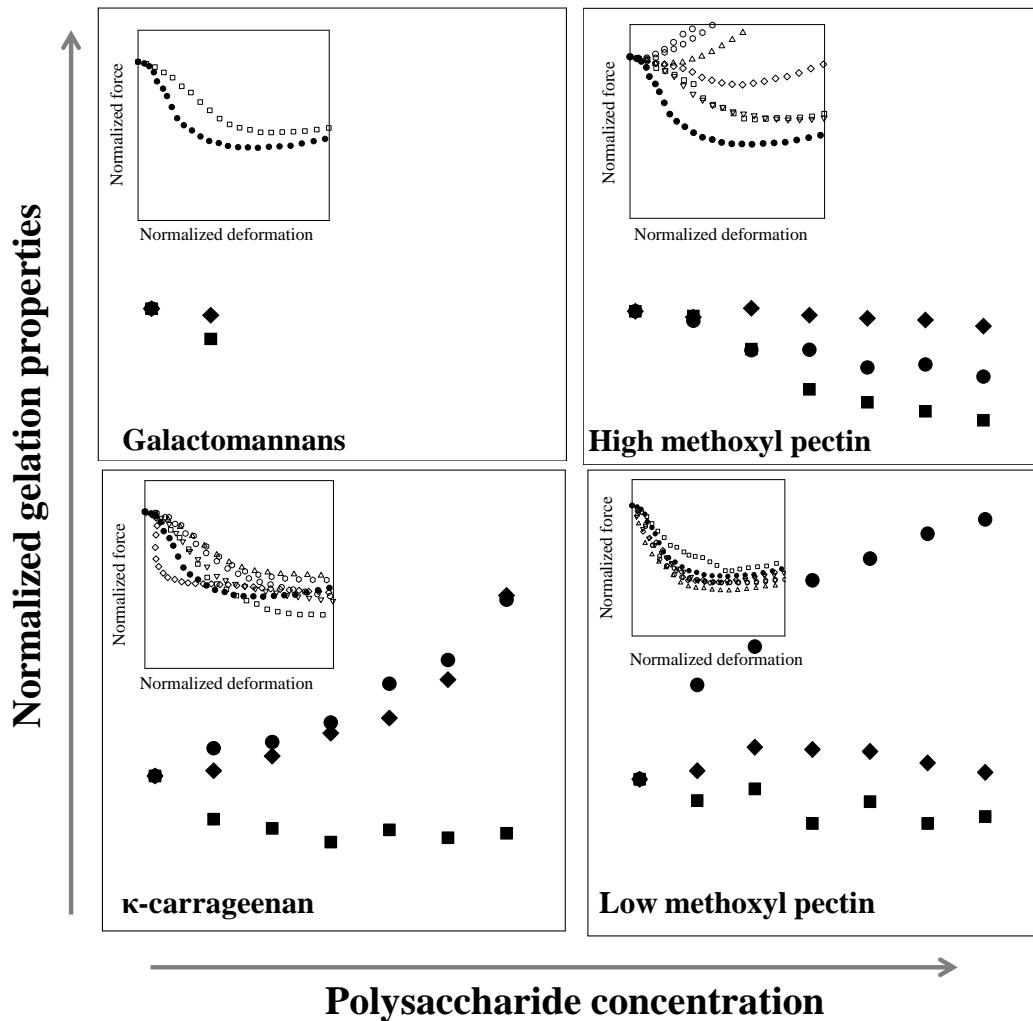 Normalized gelation properties
Normalized force
Normalized deformation
Galactomannans
Normalized force
Normalized deformation
High methoxyl pectin
Normalized force
Normalized deformation
κ-carrageenan
Normalized force
Normalized deformation
Low methoxyl pectin
Polysaccharide concentration